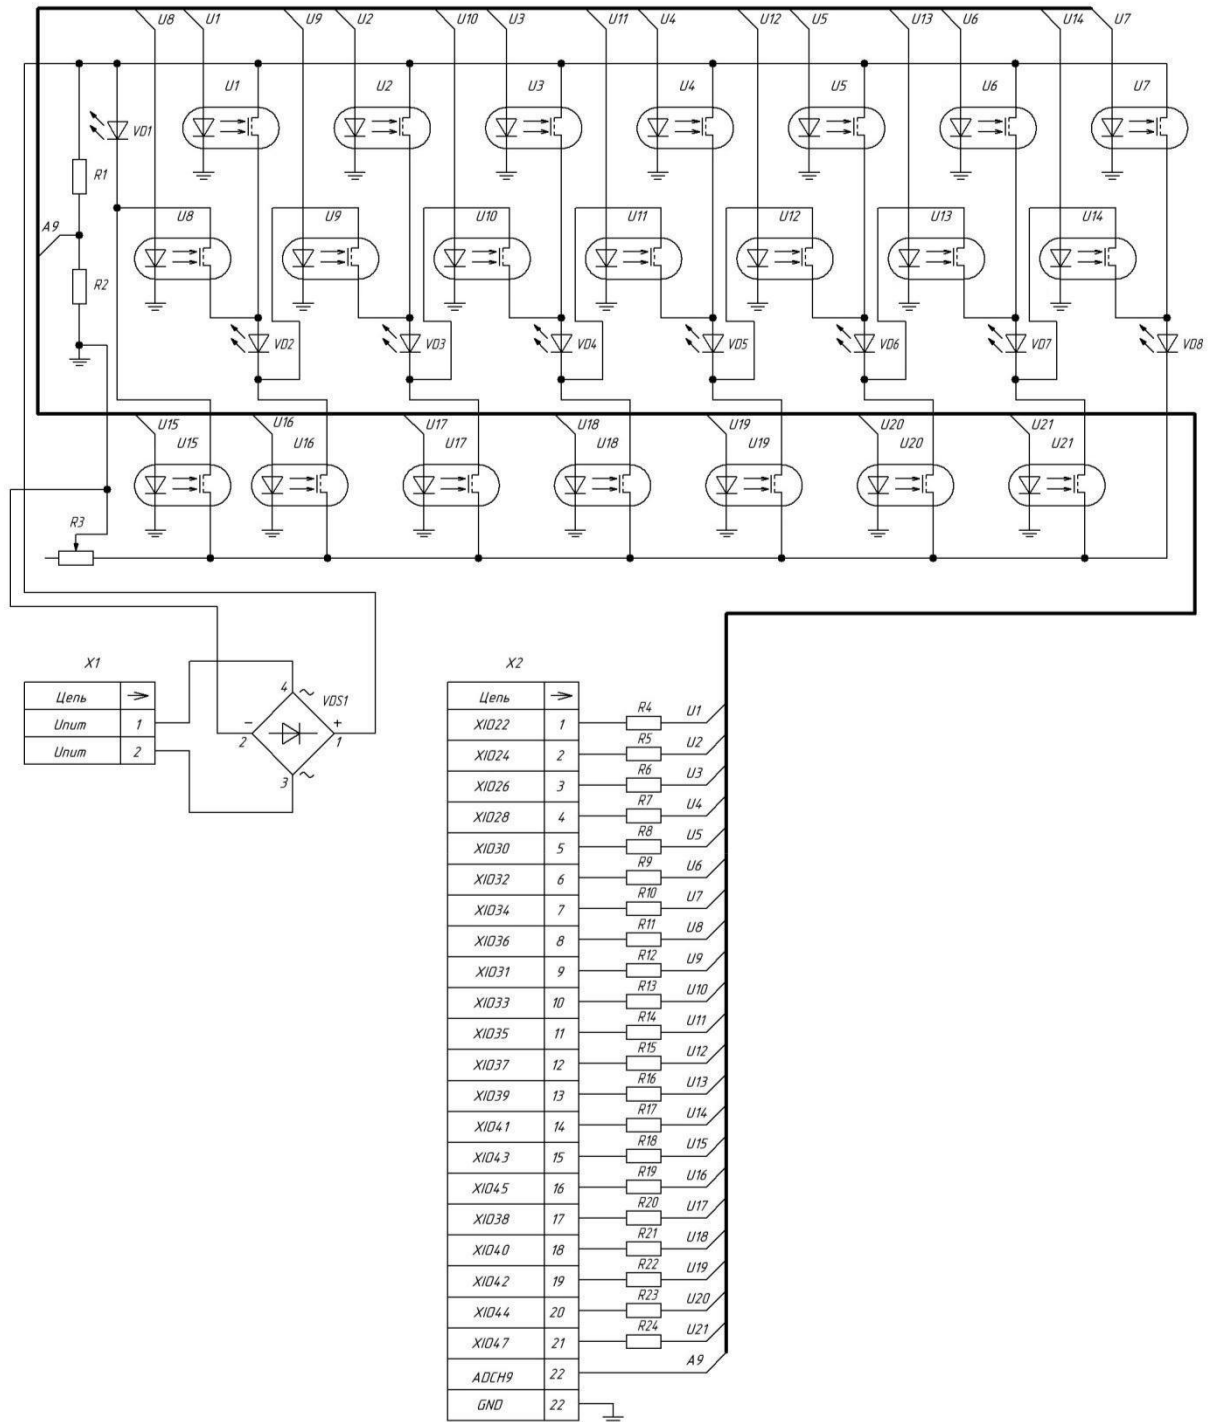 U8 U1 U9 U2 U10 U3 U11 U4 U12 U5 U13 U6 U14 U7
U1 U2 U3 U4 U5 U6 U7
VD1
R1
U8 U9 U10 U11 U12 U13 U14
A9
R2
VD2 VD3 VD4 VD5 VD6 VD7 VD8
U15 U16 U17 U18 U19 U20 U21
U15 U16 U17 U18 U19 U20 U21
R3
X1
Цепь
Uпит 1
Uпит 2
4 ~ VDS1
− +
2 1
3 ~
X2
Цепь
XIO22 1 R4 U1
XIO24 2 R5 U2
XIO26 3 R6 U3
XIO28 4 R7 U4
XIO30 5 R8 U5
XIO32 6 R9 U6
XIO34 7 R10 U7
XIO36 8 R11 U8
XIO31 9 R12 U9
XIO33 10 R13 U10
XIO35 11 R14 U11
XIO37 12 R15 U12
XIO39 13 R16 U13
XIO41 14 R17 U14
XIO43 15 R18 U15
XIO45 16 R19 U16
XIO38 17 R20 U17
XIO40 18 R21 U18
XIO42 19 R22 U19
XIO44 20 R23 U20
XIO47 21 R24 U21
ADCH9 22 A9
GND 22